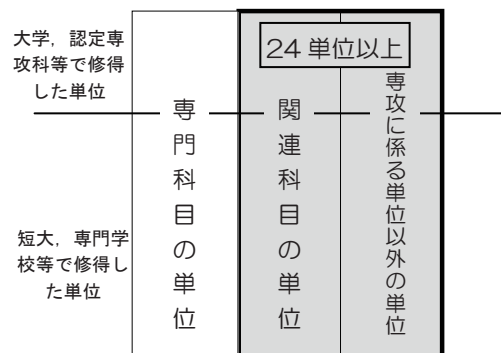 大学，認定専
攻科等で修得
した単位
24単位以上
専門科目の単位
関連科目の単位
専攻に係る単位以外の単位
短大，専門学
校等で修得し
た単位